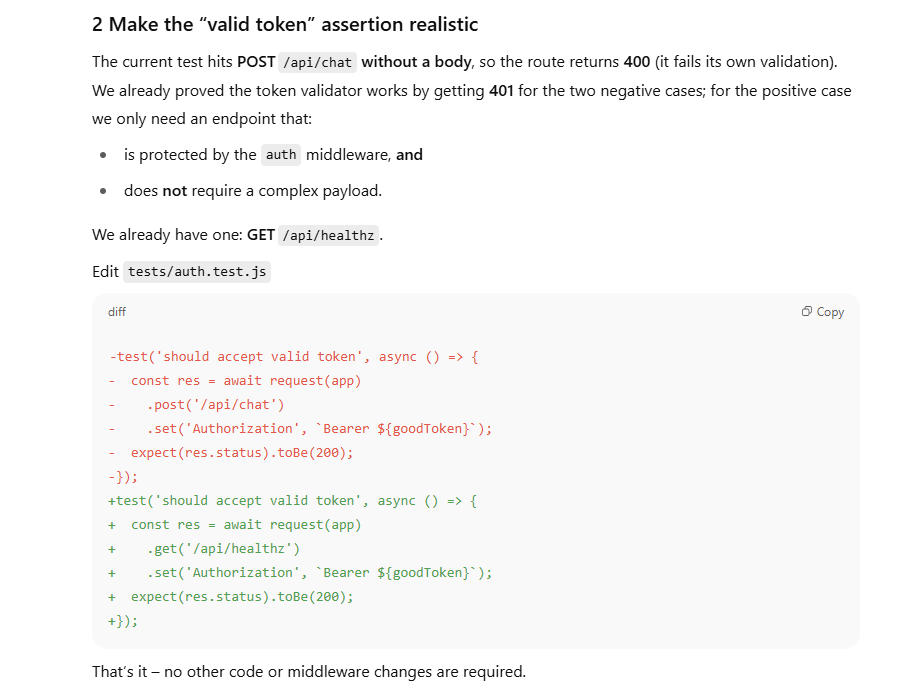 2 Make the “valid token” assertion realistic
The current test hits POST /api/chat without a body, so the route returns 400 (it fails its own validation).
We already proved the token validator works by getting 401 for the two negative cases; for the positive case
we only need an endpoint that:
• is protected by the auth middleware, and
• does not require a complex payload.
We already have one: GET /api/healthz.
Edit tests/auth.test.js
diff
Copy
-test('should accept valid token', async () => {
-  const res = await request(app)
-    .post('/api/chat')
-    .set('Authorization', `Bearer ${goodToken}`);
-  expect(res.status).toBe(200);
-});
+test('should accept valid token', async () => {
+  const res = await request(app)
+    .get('/api/healthz')
+    .set('Authorization', `Bearer ${goodToken}`);
+  expect(res.status).toBe(200);
+});
That’s it – no other code or middleware changes are required.